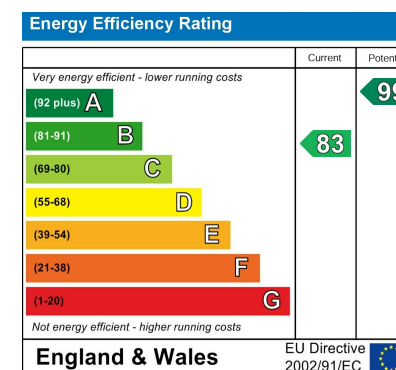 Energy Efficiency Rating
Current Potent
Very energy efficient - lower running costs
(92 plus) A
99
(81-91) B
83
(69-80) C
(55-68) D
(39-54) E
(21-38) F
(1-20) G
Not energy efficient - higher running costs
England & Wales
EU Directive
2002/91/EC